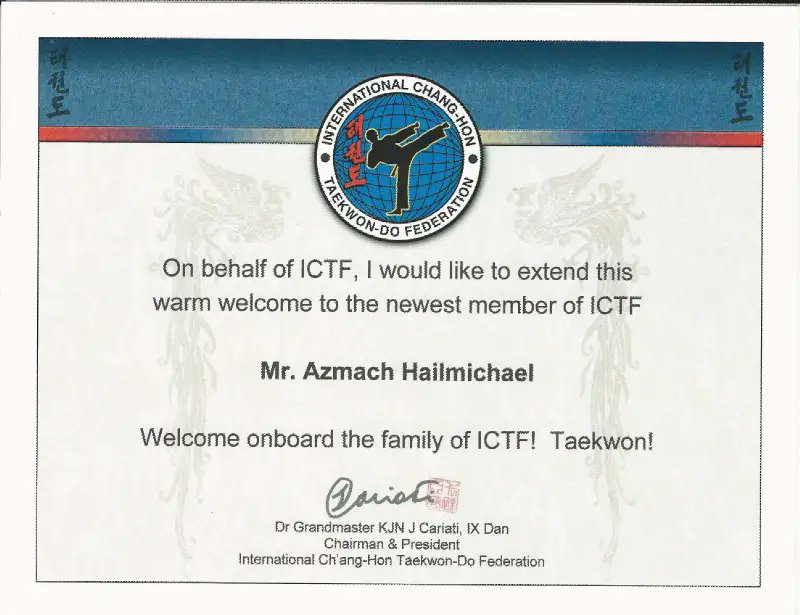 태권도
태권도
INTERNATIONAL CHANG-HON
태권도
TAEKWON-DO FEDERATION
On behalf of ICTF, I would like to extend this
warm welcome to the newest member of ICTF
Mr. Azmach Hailmichael
Welcome onboard the family of ICTF!  Taekwon!
Cariati
Dr Grandmaster KJN J Cariati, IX Dan
Chairman & President
International Ch'ang-Hon Taekwon-Do Federation